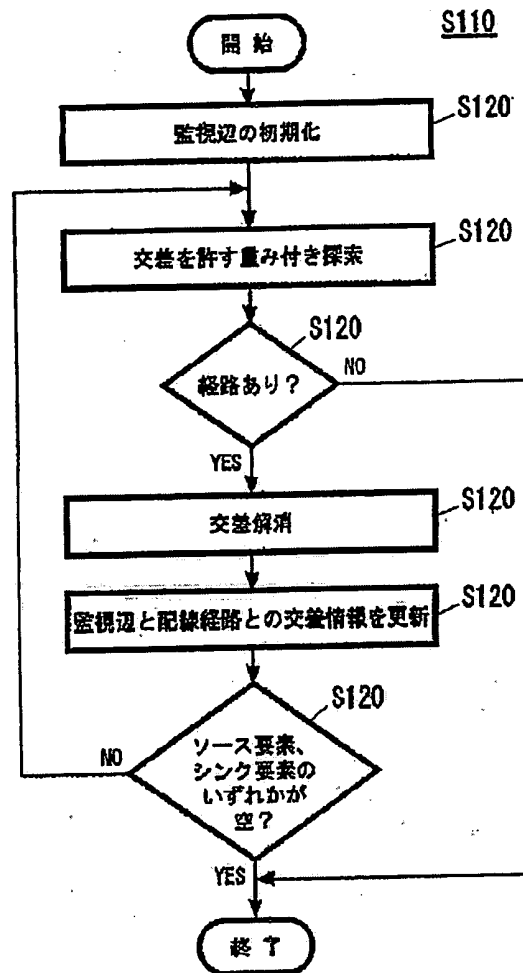 S110
開始
S120
監視辺の初期化
S120
交差を許す重み付き探索
S120
経路あり?
NO
YES
S120
交差解消
S120
監視辺と配線経路との交差情報を更新
S120
ソース要素、
シンク要素の
いずれかが
空?
NO
YES
終了